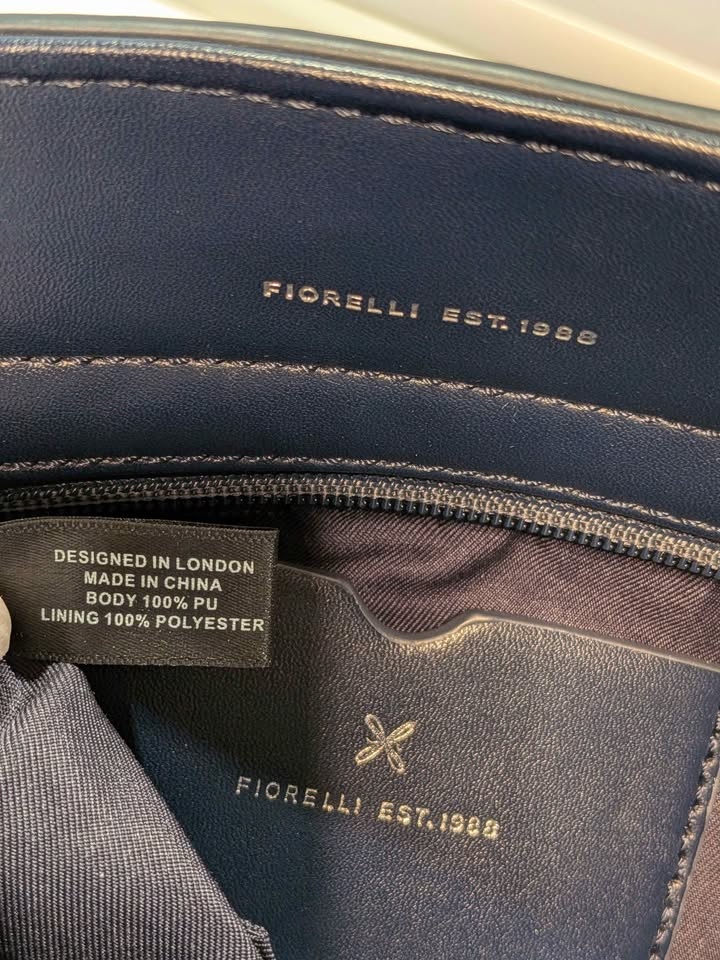 FIORELLI EST. 1988
DESIGNED IN LONDON
MADE IN CHINA
BODY 100% PU
LINING 100% POLYESTER
FIORELLI EST. 1988